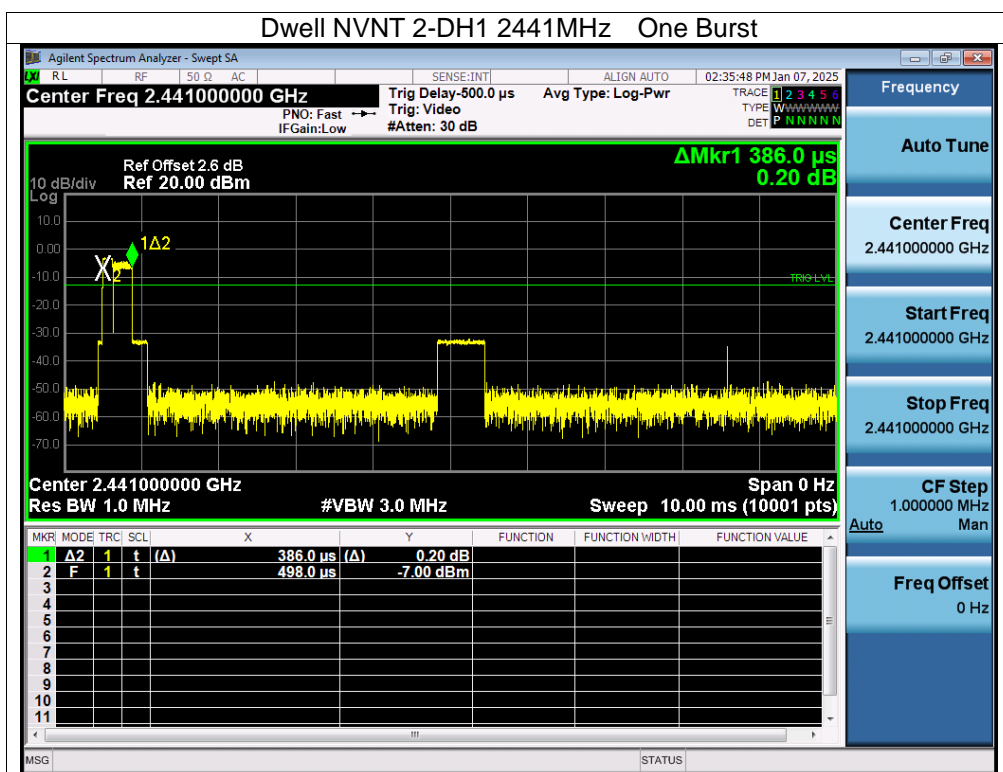 Dwell NVNT 2-DH1 2441MHz One Burst
Agilent Spectrum Analyzer - Swept SA
LXI RL RF 50 Ω AC SENSE:INT ALIGN AUTO 02:35:48 PM Jan 07, 2025
Center Freq 2.441000000 GHz Trig Delay-500.0 µs Avg Type: Log-Pwr TRACE 1 2 3 4 5 6
PNO: Fast Trig: Video TYPE WWWWWWW
IFGain:Low #Atten: 30 dB DET P N N N N N
ΔMkr1 386.0 µs
0.20 dB
Ref Offset 2.6 dB
10 dB/div Ref 20.00 dBm
Log
10.0
0.00
-10.0
-20.0
-30.0
-40.0
-50.0
-60.0
-70.0
1Δ2
X2
TRIG LVL
Center 2.441000000 GHz Span 0 Hz
Res BW 1.0 MHz #VBW 3.0 MHz Sweep 10.00 ms (10001 pts)
MKR MODE TRC SCL X Y FUNCTION FUNCTION WIDTH FUNCTION VALUE
1 Δ2 1 t (Δ) 386.0 µs (Δ) 0.20 dB
2 F 1 t 498.0 µs -7.00 dBm
3
4
5
6
7
8
9
10
11
MSG STATUS
Frequency
Auto Tune
Center Freq
2.441000000 GHz
Start Freq
2.441000000 GHz
Stop Freq
2.441000000 GHz
CF Step
1.000000 MHz
Auto Man
Freq Offset
0 Hz